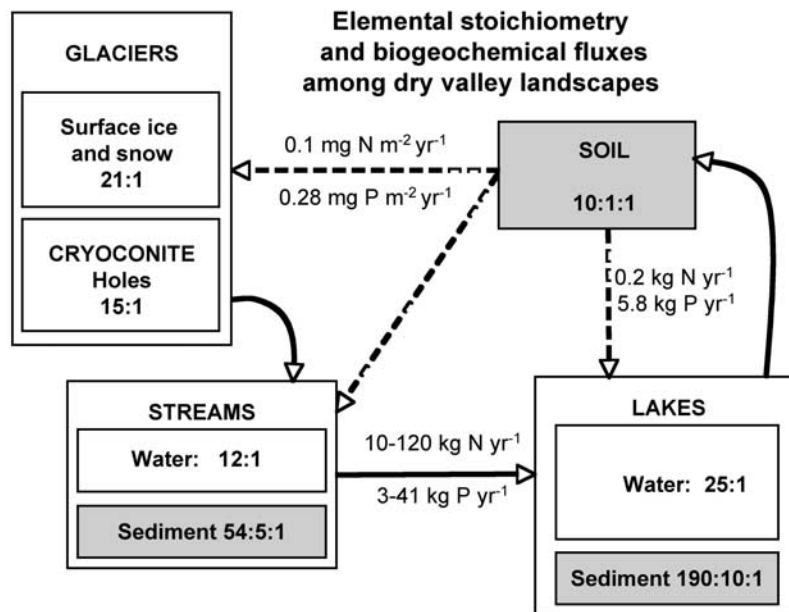 Elemental stoichiometry
and biogeochemical fluxes
among dry valley landscapes
GLACIERS
Surface ice
and snow
21:1
CRYOCONITE
Holes
15:1
0.1 mg N m⁻² yr⁻¹
0.28 mg P m⁻² yr⁻¹
SOIL
10:1:1
0.2 kg N yr⁻¹
5.8 kg P yr⁻¹
STREAMS
Water: 12:1
Sediment 54:5:1
10-120 kg N yr⁻¹
3-41 kg P yr⁻¹
LAKES
Water: 25:1
Sediment 190:10:1